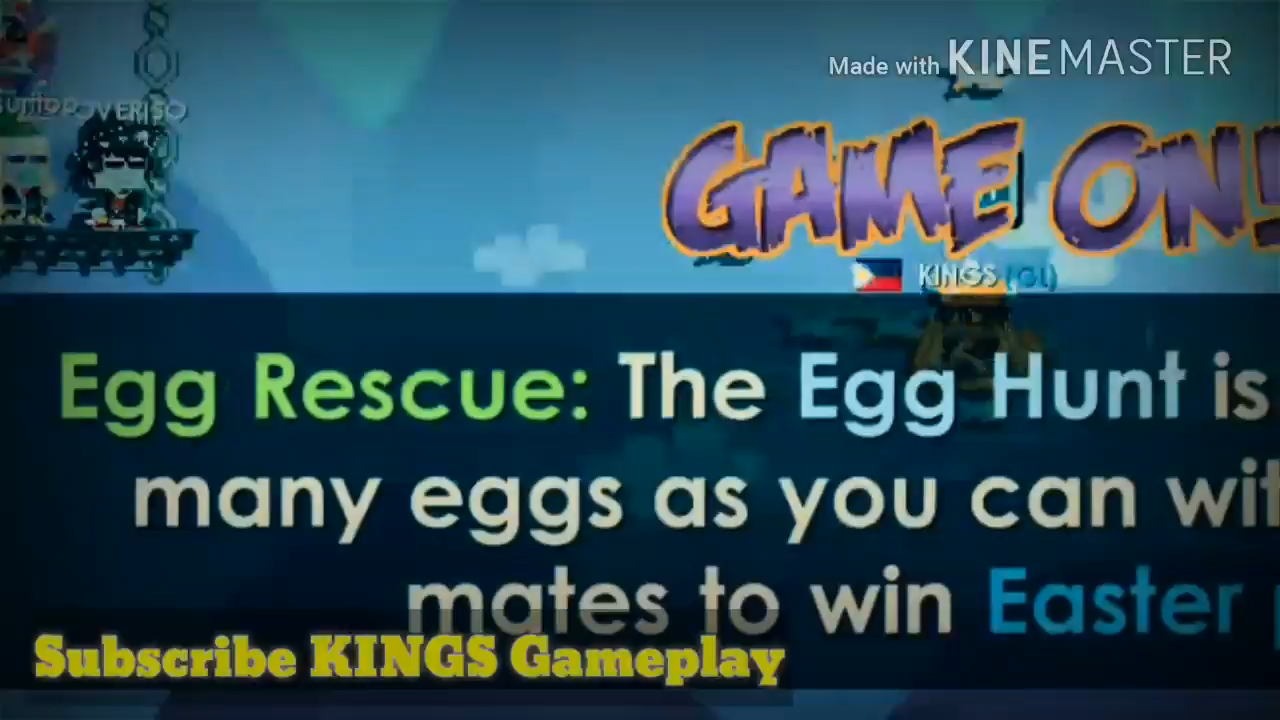 Made with KINEMASTER
GAME ON!
KINGS (GL)
Egg Rescue: The Egg Hunt is
many eggs as you can
mates to win Easter
Subscribe KINGS Gameplay